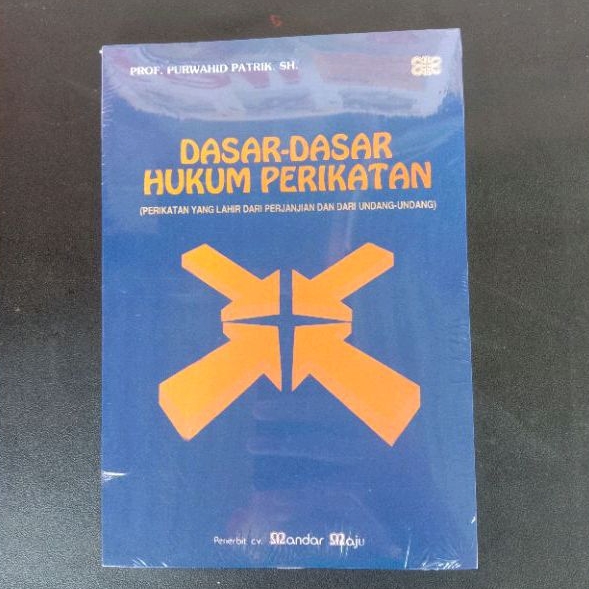 PROF. PURWAHID PATRIK. SH.
DASAR-DASAR
HUKUM PERIKATAN
(PERIKATAN YANG LAHIR DARI PERJANJIAN DAN DARI UNDANG-UNDANG)
Penerbit CV. Mandar Maju